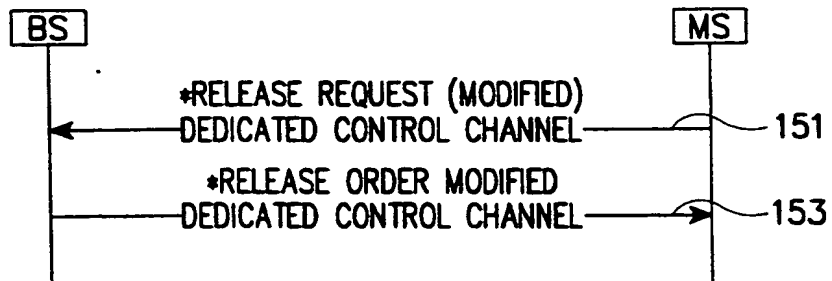 BS
MS
*RELEASE REQUEST (MODIFIED)
DEDICATED CONTROL CHANNEL
151
*RELEASE ORDER MODIFIED
DEDICATED CONTROL CHANNEL
153